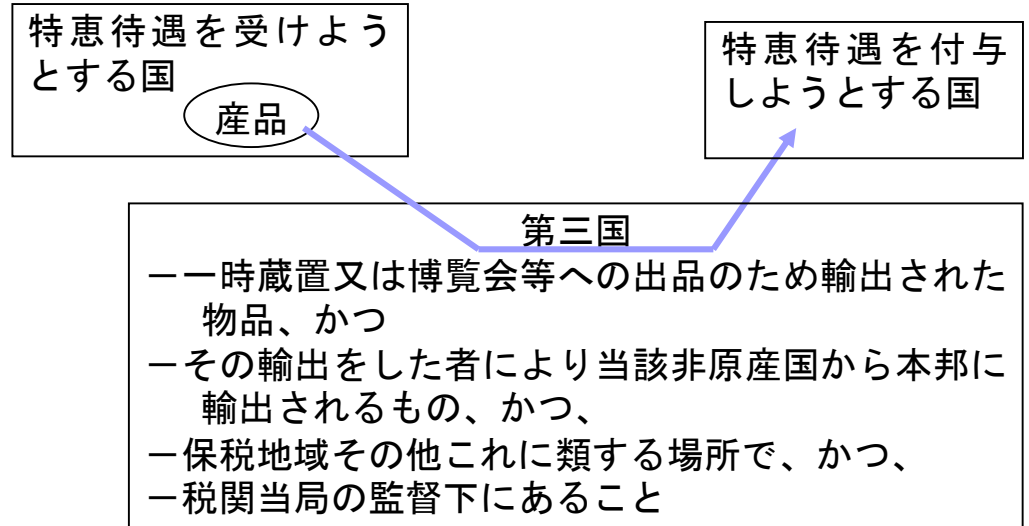 特恵待遇を受けよう
とする国
産品
特恵待遇を付与
しようとする国
第三国
－一時蔵置又は博覧会等への出品のため輸出された
物品、かつ
－その輸出をした者により当該非原産国から本邦に
輸出されるもの、かつ、
－保税地域その他これに類する場所で、かつ、
－税関当局の監督下にあること